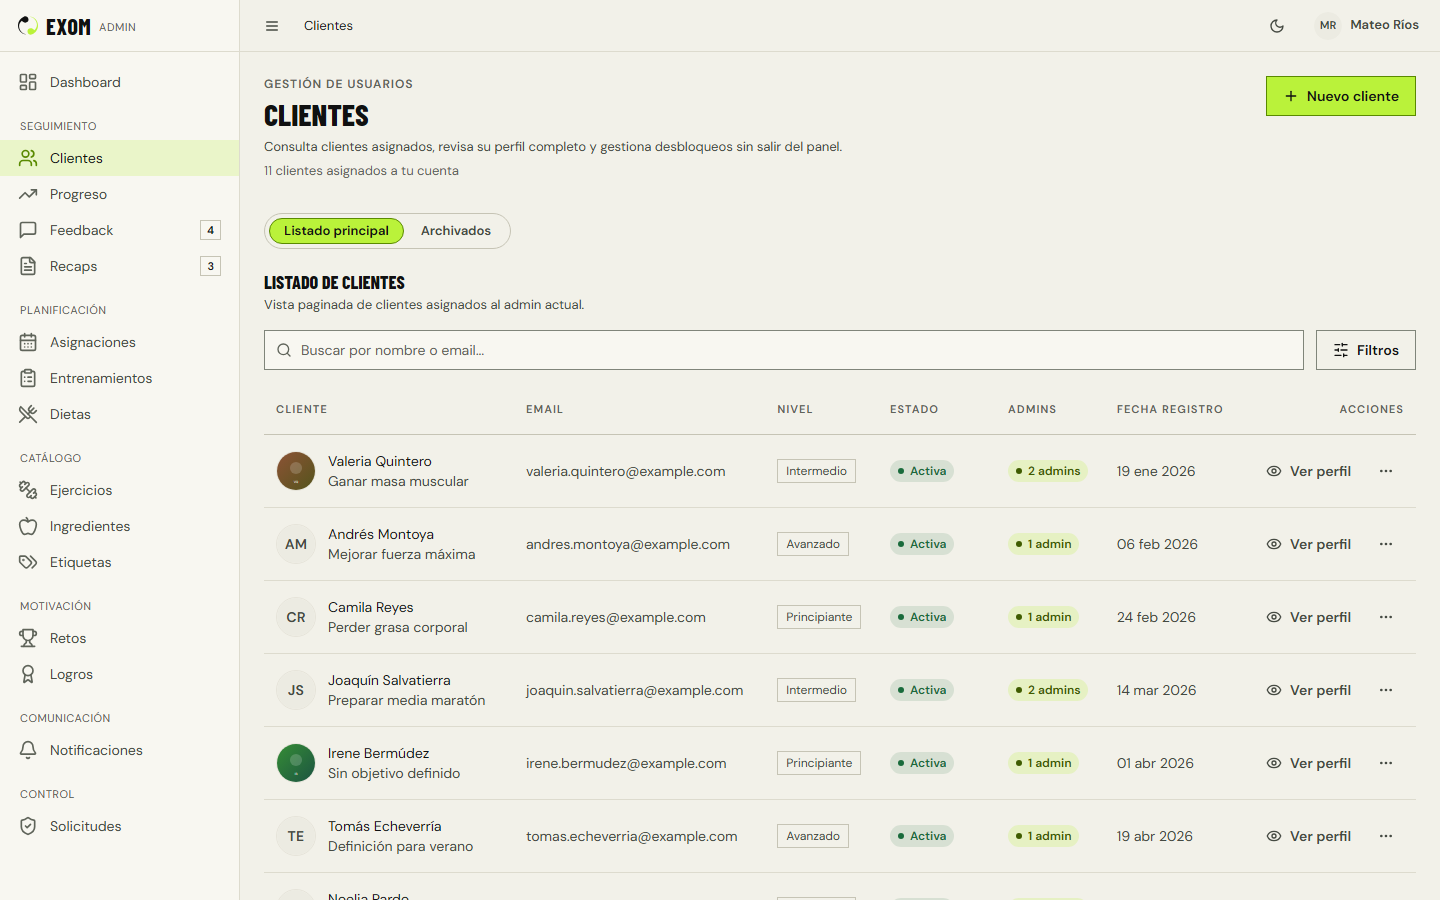 EXOM ADMIN
Clientes
MR Mateo Ríos
Dashboard
SEGUIMIENTO
Clientes
Progreso
Feedback 4
Recaps 3
PLANIFICACIÓN
Asignaciones
Entrenamientos
Dietas
CATÁLOGO
Ejercicios
Ingredientes
Etiquetas
MOTIVACIÓN
Retos
Logros
COMUNICACIÓN
Notificaciones
CONTROL
Solicitudes
GESTIÓN DE USUARIOS
CLIENTES
Consulta clientes asignados, revisa su perfil completo y gestiona desbloqueos sin salir del panel.
11 clientes asignados a tu cuenta
+ Nuevo cliente
Listado principal Archivados
LISTADO DE CLIENTES
Vista paginada de clientes asignados al admin actual.
Buscar por nombre o email...
Filtros
CLIENTE EMAIL NIVEL ESTADO ADMINS FECHA REGISTRO ACCIONES
Valeria Quintero
Ganar masa muscular
valeria.quintero@example.com Intermedio Activa 2 admins 19 ene 2026 Ver perfil ...
AM Andrés Montoya
Mejorar fuerza máxima
andres.montoya@example.com Avanzado Activa 1 admin 06 feb 2026 Ver perfil ...
CR Camila Reyes
Perder grasa corporal
camila.reyes@example.com Principiante Activa 1 admin 24 feb 2026 Ver perfil ...
JS Joaquín Salvatierra
Preparar media maratón
joaquin.salvatierra@example.com Intermedio Activa 2 admins 14 mar 2026 Ver perfil ...
Irene Bermúdez
Sin objetivo definido
irene.bermudez@example.com Principiante Activa 1 admin 01 abr 2026 Ver perfil ...
TE Tomás Echeverría
Definición para verano
tomas.echeverria@example.com Avanzado Activa 1 admin 19 abr 2026 Ver perfil ...
Noelia Pardo